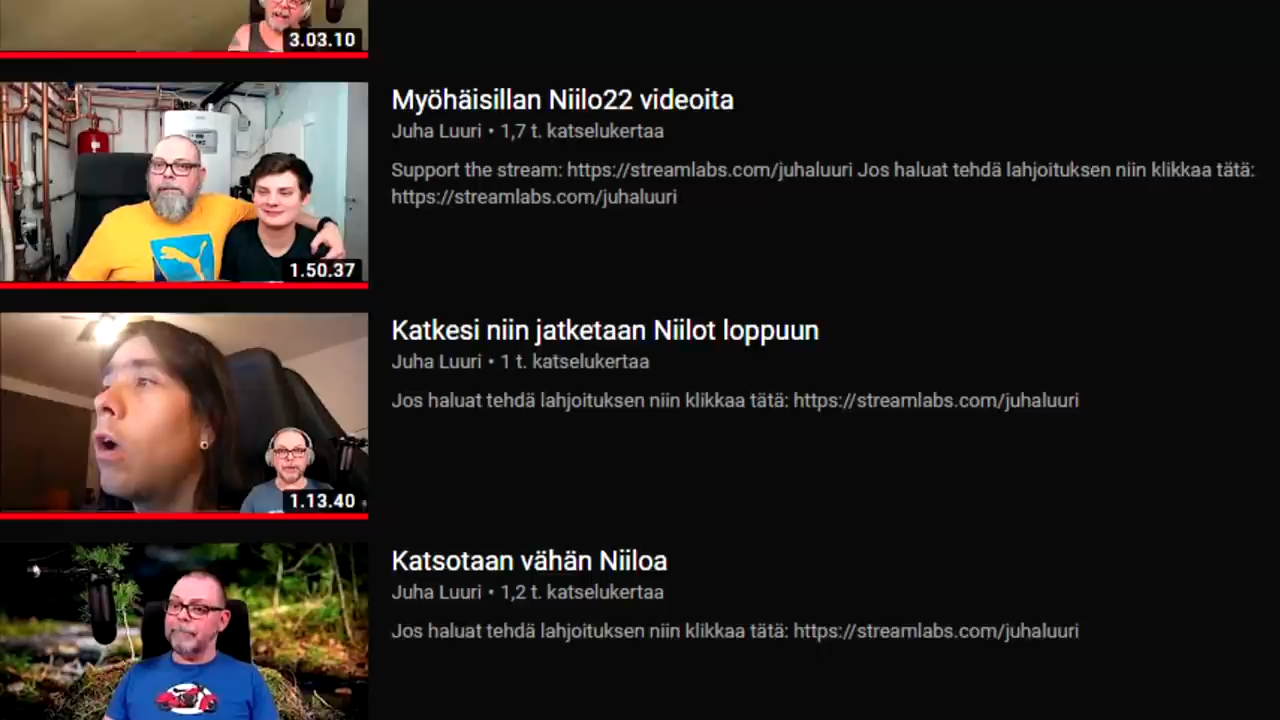 3.03.10
Myöhäisillan Niilo22 videoita
Juha Luuri • 1,7 t. katselukertaa
Support the stream: https://streamlabs.com/juhaluuri Jos haluat tehdä lahjoituksen niin klikkaa tätä:
https://streamlabs.com/juhaluuri
1.50.37
Katkesi niin jatketaan Niilot loppuun
Juha Luuri • 1 t. katselukertaa
Jos haluat tehdä lahjoituksen niin klikkaa tätä: https://streamlabs.com/juhaluuri
1.13.40
Katsotaan vähän Niiloa
Juha Luuri • 1,2 t. katselukertaa
Jos haluat tehdä lahjoituksen niin klikkaa tätä: https://streamlabs.com/juhaluuri